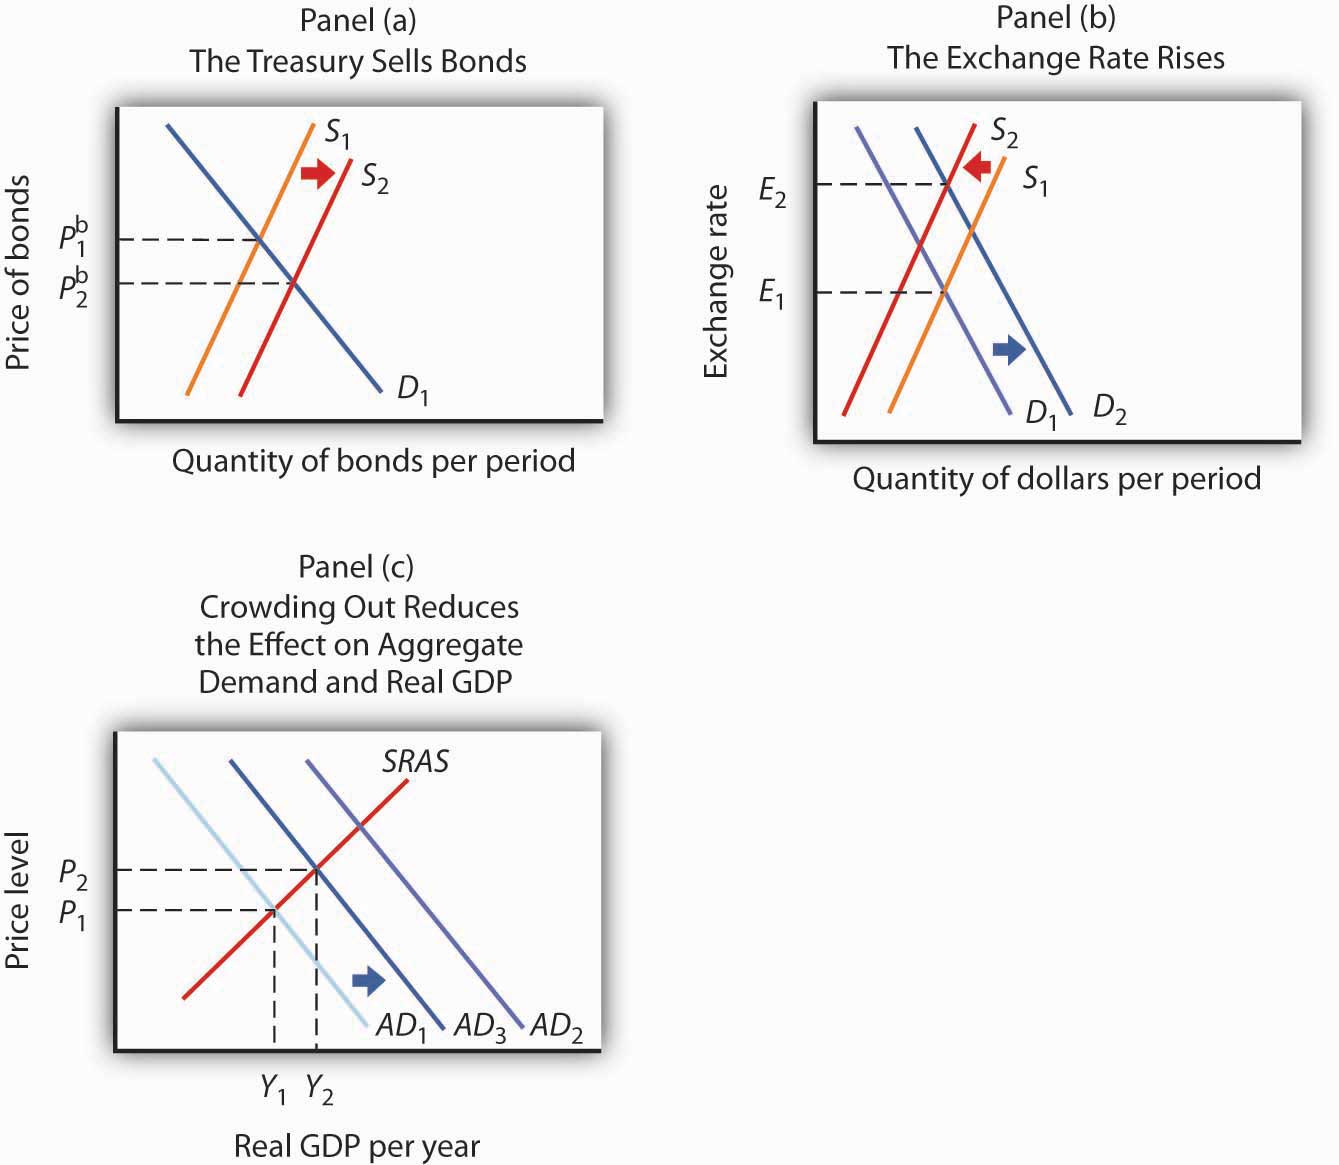 Panel (a)
The Treasury Sells Bonds
Price of bonds
P₁ᵇ
P₂ᵇ
S₁
S₂
D₁
Quantity of bonds per period
Panel (b)
The Exchange Rate Rises
Exchange rate
E₂
E₁
S₂
S₁
D₁
D₂
Quantity of dollars per period
Panel (c)
Crowding Out Reduces
the Effect on Aggregate
Demand and Real GDP
Price level
P₂
P₁
SRAS
AD₁
AD₃
AD₂
Y₁
Y₂
Real GDP per year